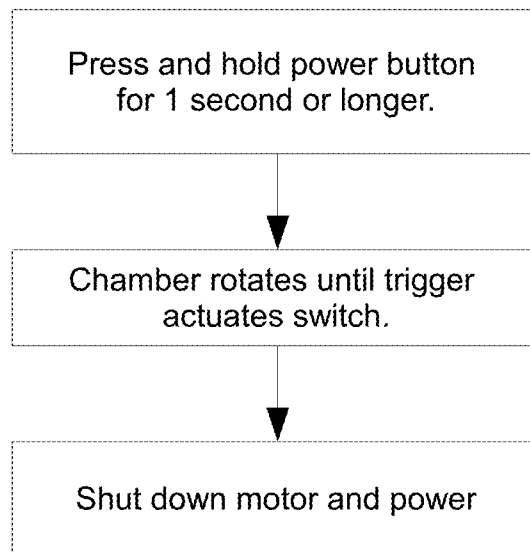 Press and hold power button
for 1 second or longer.
Chamber rotates until trigger
actuates switch.
Shut down motor and power